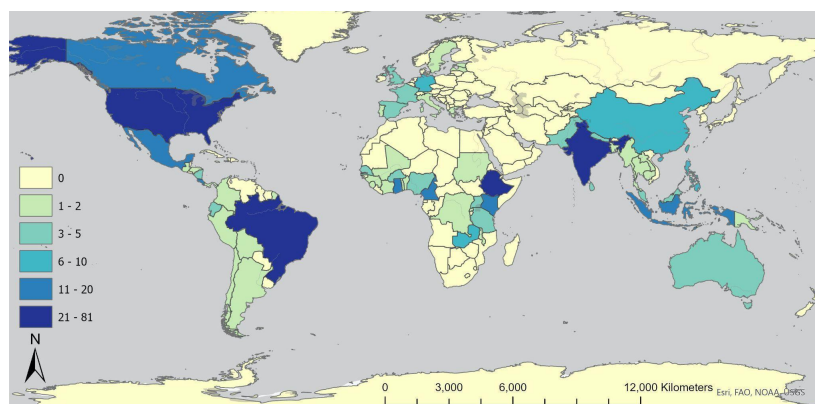 0
1 - 2
3 - 5
6 - 10
11 - 20
21 - 81
N
0 3,000 6,000 12,000 Kilometers
Esri, FAO, NOAA, USGS